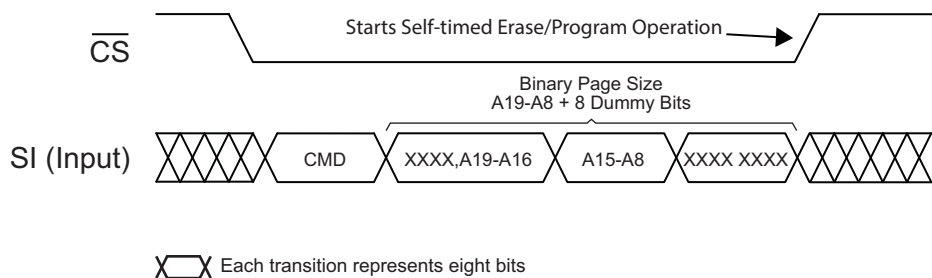 Starts Self-timed Erase/Program Operation
CS
Binary Page Size
A19-A8 + 8 Dummy Bits
SI (Input)
CMD
XXXX,A19-A16
A15-A8
XXXX XXXX
Each transition represents eight bits